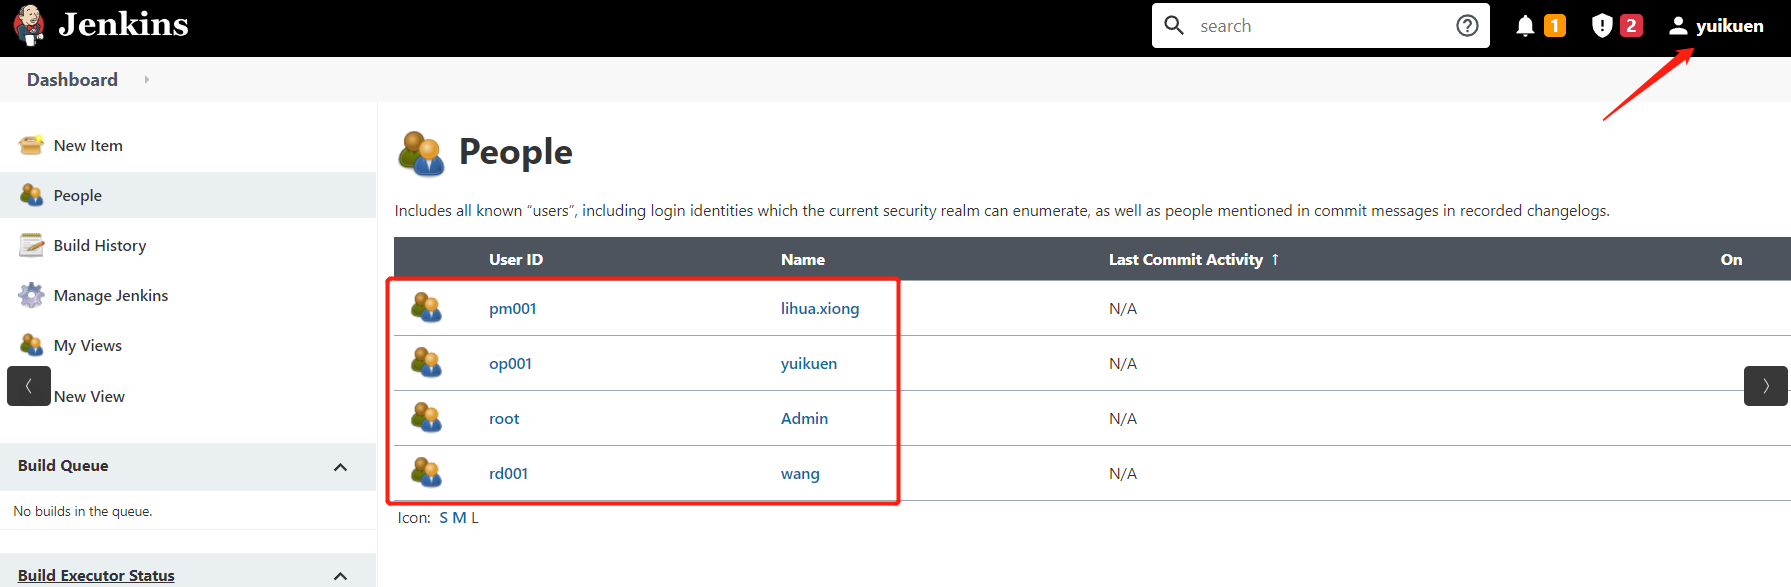 Jenkins
search
1
2
yuikuen
Dashboard
New Item
People
Build History
Manage Jenkins
My Views
New View
Build Queue
No builds in the queue.
Build Executor Status
People
Includes all known “users”, including login identities which the current security realm can enumerate, as well as people mentioned in commit messages in recorded changelogs.
User ID Name Last Commit Activity ↑ On
pm001 lihua.xiong N/A
op001 yuikuen N/A
root Admin N/A
rd001 wang N/A
Icon: S M L